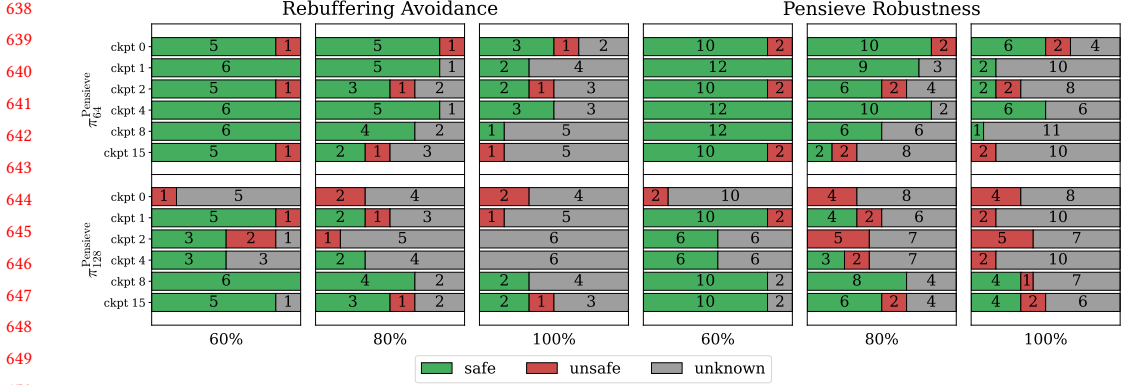 638 Rebuffering Avoidance Pensieve Robustness
639 ckpt 0 5 1 5 1 3 1 2 10 2 10 2 6 2 4
640 ckpt 1 6 5 1 2 4 12 9 3 2 10
ckpt 2 5 1 3 1 2 2 1 3 10 2 6 2 4 2 2 8
641 ckpt 4 6 5 1 3 3 12 10 2 6 6
π64 Pensieve
642 ckpt 8 6 4 2 1 5 12 6 6 1 11
ckpt 15 5 1 2 1 3 1 5 10 2 2 2 8 2 10
643
644 ckpt 0 1 5 2 4 2 4 2 10 4 8 4 8
ckpt 1 5 1 2 1 3 1 5 10 2 4 2 6 2 10
645 ckpt 2 3 2 1 1 5 6 6 6 5 7 5 7
π128 Pensieve
646 ckpt 4 3 3 2 4 6 6 6 3 2 7 2 10
647 ckpt 8 6 4 2 2 4 10 2 8 4 4 1 7
ckpt 15 5 1 3 1 2 2 1 3 10 2 6 2 4 4 2 6
648 60% 80% 100% 60% 80% 100%
649 safe unsafe unknown